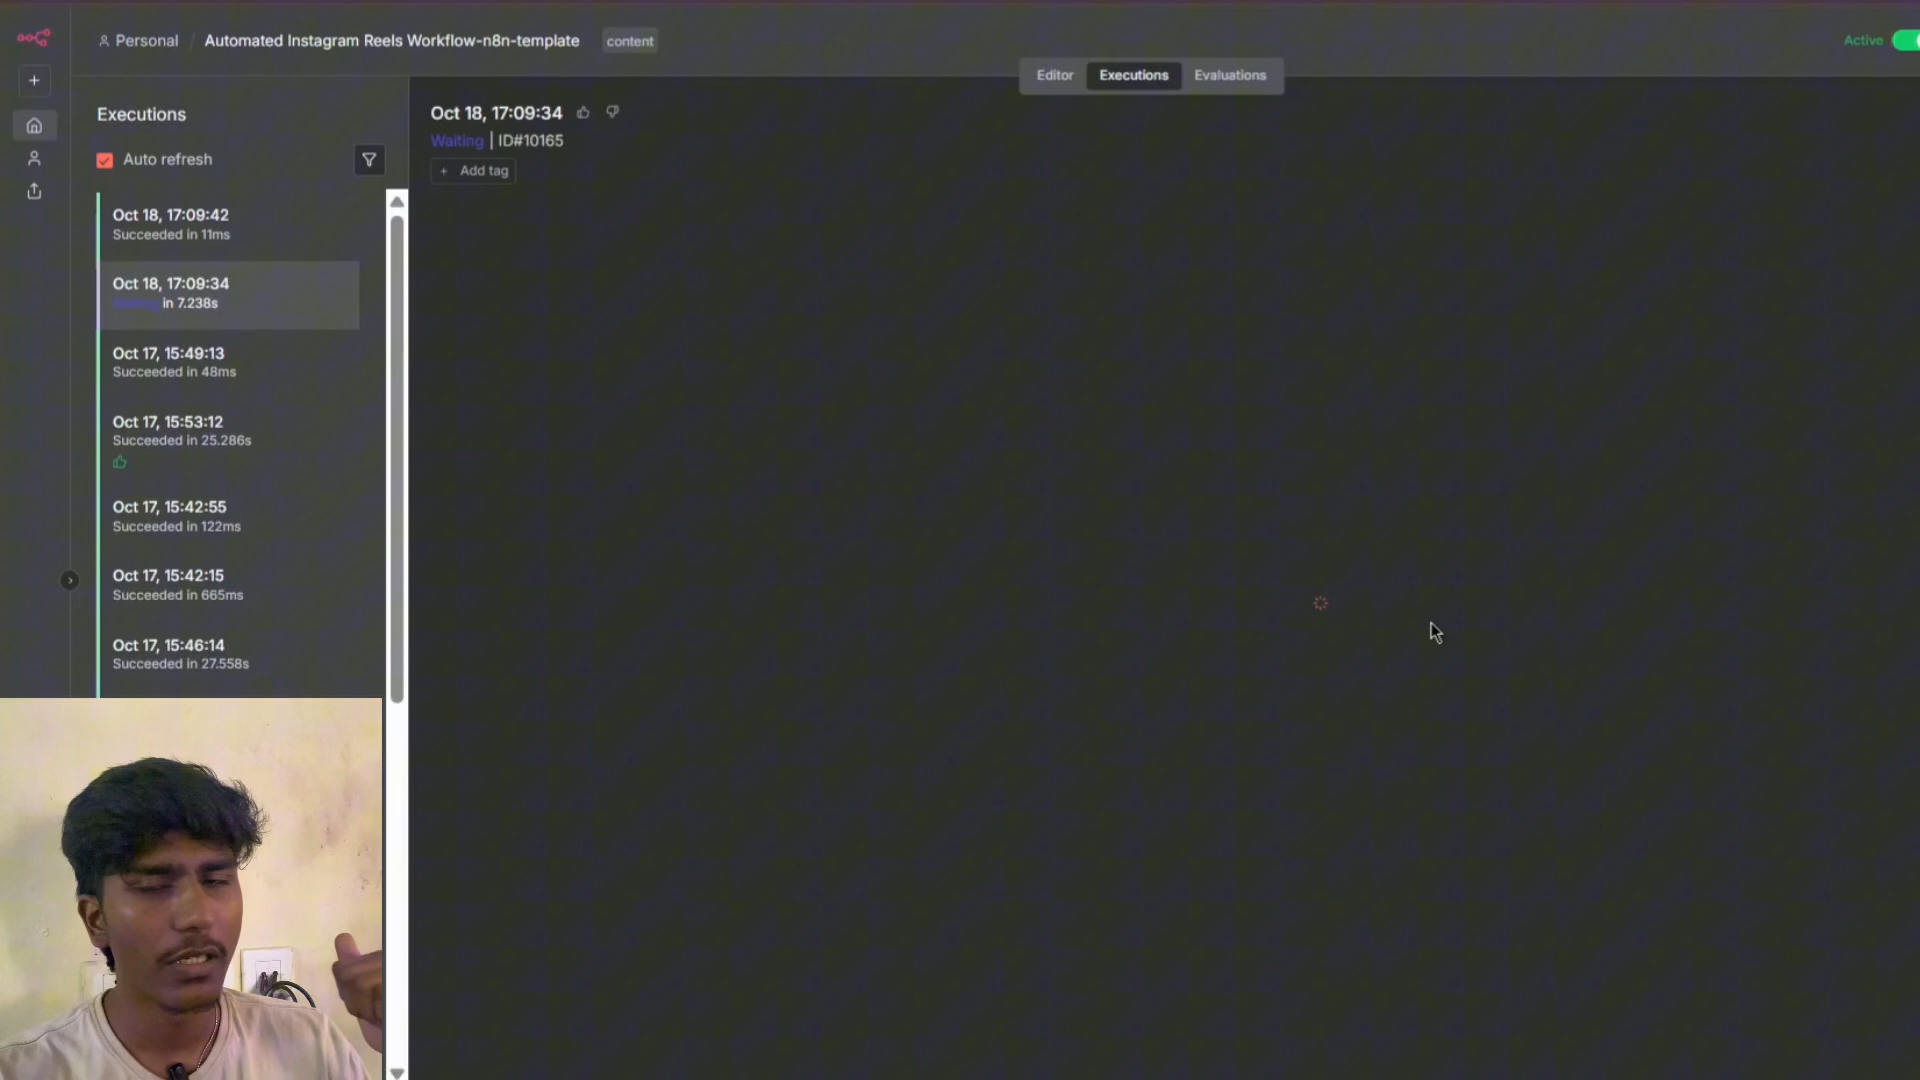 Personal / Automated Instagram Reels Workflow-n8n-template content
Active
Editor Executions Evaluations
Executions
Auto refresh
Oct 18, 17:09:42
Succeeded in 11ms
Oct 18, 17:09:34
Waiting in 7.238s
Oct 17, 15:49:13
Succeeded in 48ms
Oct 17, 15:53:12
Succeeded in 25.286s
Oct 17, 15:42:55
Succeeded in 122ms
Oct 17, 15:42:15
Succeeded in 665ms
Oct 17, 15:46:14
Succeeded in 27.558s
Oct 18, 17:09:34
Waiting | ID#10165
+ Add tag